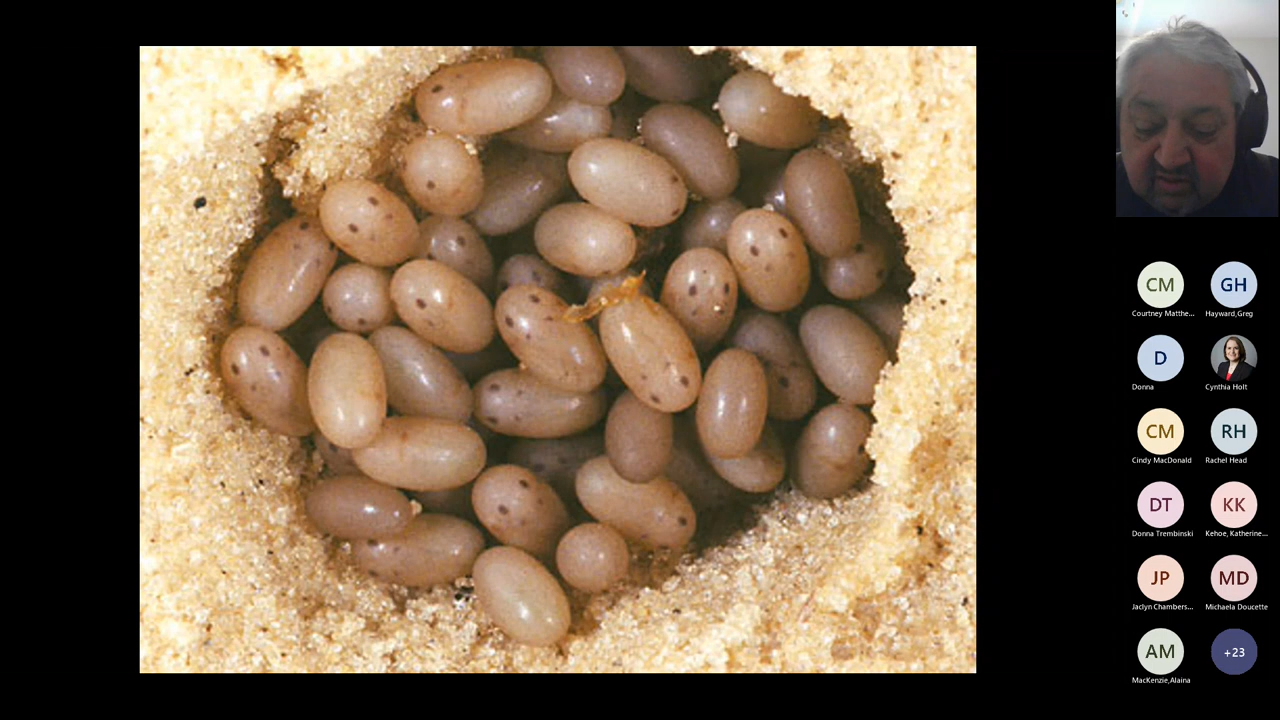 CM
GH
Courtney Matthe...
Hayward,Greg
D
Donna
Cynthia Holt
CM
RH
Cindy MacDonald
Rachel Head
DT
KK
Donna Trembinski
Kehoe, Katherine...
JP
MD
Jaclyn Chambers...
Michaela Doucette
AM
+23
MacKenzie,Alaina